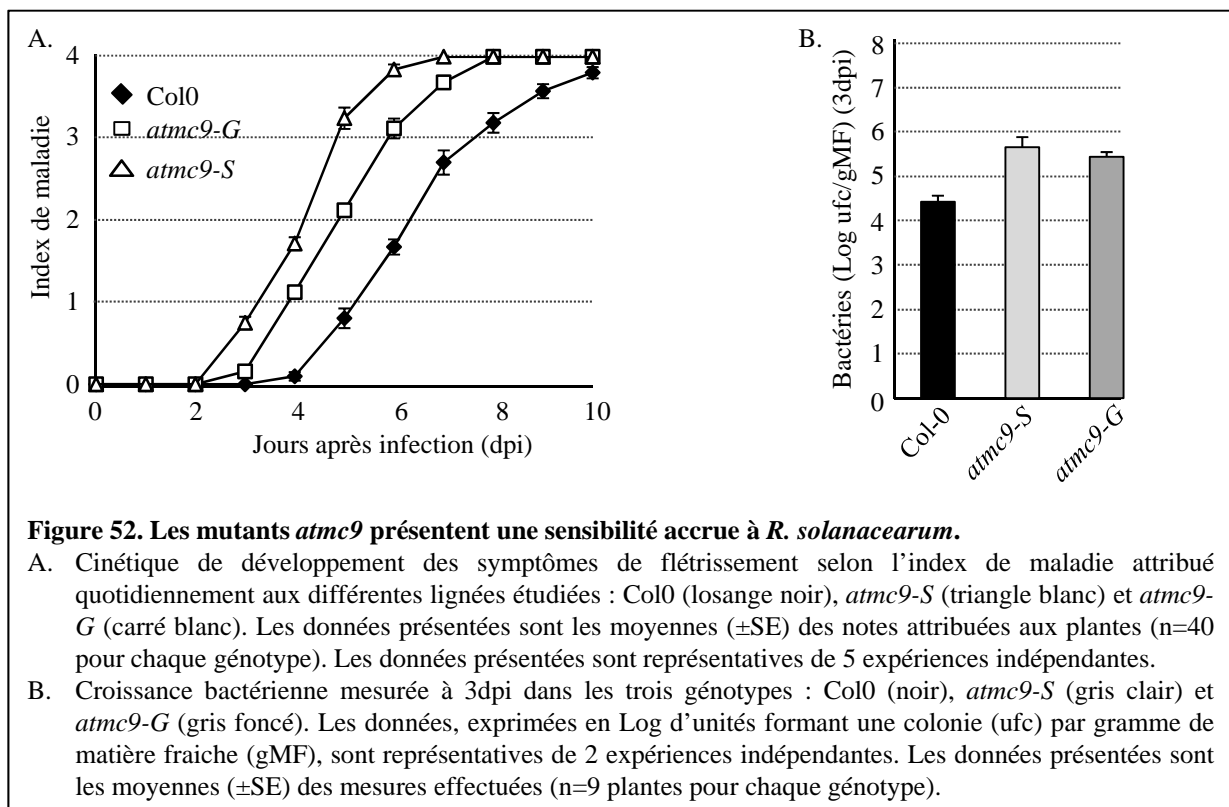 A.
Index de maladie
4
3
2
1
0
Col0
atmc9-G
atmc9-S
0 2 4 6 8 10
Jours après infection (dpi)
B.
Bactéries (Log ufc/gMF) (3dpi)
8
7
6
5
4
3
2
1
0
Col-0
atmc9-S
atmc9-G
Figure 52. Les mutants atmc9 présentent une sensibilité accrue à R. solanacearum.
A. Cinétique de développement des symptômes de flétrissement selon l'index de maladie attribué
quotidiennement aux différentes lignées étudiées : Col0 (losange noir), atmc9-S (triangle blanc) et atmc9-
G (carré blanc). Les données présentées sont les moyennes (±SE) des notes attribuées aux plantes (n=40
pour chaque génotype). Les données présentées sont représentatives de 5 expériences indépendantes.
B. Croissance bactérienne mesurée à 3dpi dans les trois génotypes : Col0 (noir), atmc9-S (gris clair) et
atmc9-G (gris foncé). Les données, exprimées en Log d'unités formant une colonie (ufc) par gramme de
matière fraiche (gMF), sont représentatives de 2 expériences indépendantes. Les données présentées sont
les moyennes (±SE) des mesures effectuées (n=9 plantes pour chaque génotype).